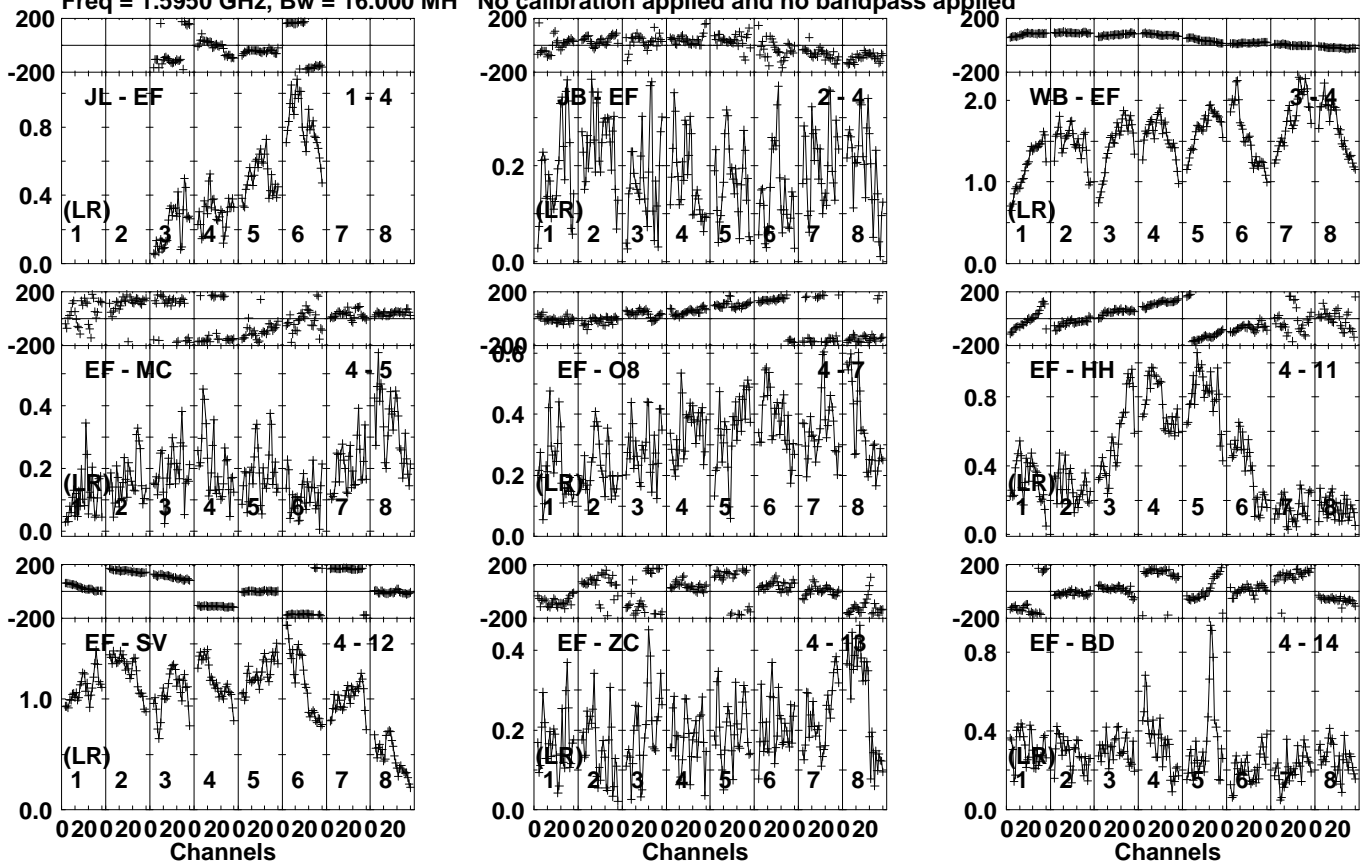 Freq = 1.5950 GHz, Bw = 16.000 MH No calibration applied and no bandpass applied
200 200 200
-200 -200 -200
JL - EF 1 - 4 JB - EF 2 - 4 WB - EF 3 - 4
2.0
0.8
0.2
0.4 1.0
(LR) (LR) (LR)
1 2 3 4 5 6 7 8 1 2 3 4 5 6 7 8 1 2 3 4 5 6 7 8
0.0 0.0 0.0
200 200 200
-200 -200 -200
0.6
EF - MC 4 - 5 EF - O8 4 - 7 EF - HH 4 - 11
0.4 0.4 0.8
0.2 0.2 0.4
(LR) (LR) (LR)
1 2 3 4 5 6 7 8 1 2 3 4 5 6 7 8 1 2 3 4 5 6 7 8
0.0 0.0 0.0
200 200 200
-200 -200 -200
EF - SV 4 - 12 EF - ZC 4 - 13 EF - BD 4 - 14
0.4 0.8
1.0
0.2 0.4
(LR) (LR) (LR)
1 2 3 4 5 6 7 8 1 2 3 4 5 6 7 8 1 2 3 4 5 6 7 8
0.0 0.0 0.0
0 20 0 20 0 20 0 20 0 20 0 20 0 20 0 20 0 20 0 20 0 20 0 20 0 20 0 20 0 20 0 20 0 20 0 20 0 20 0 20 0 20 0 20 0 20 0 20
Channels Channels Channels